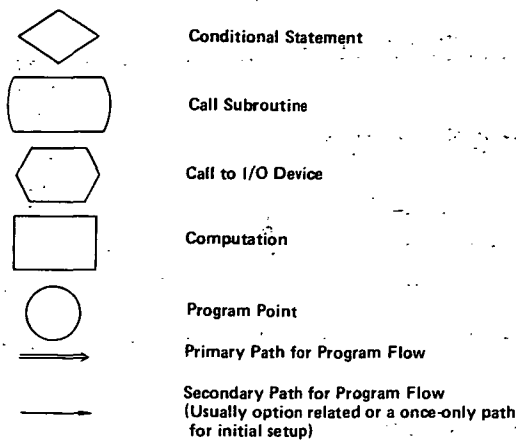 Conditional Statement
Call Subroutine
Call to I/O Device
Computation
Program Point
Primary Path for Program Flow
Secondary Path for Program Flow
(Usually option related or a once-only path
for initial setup)